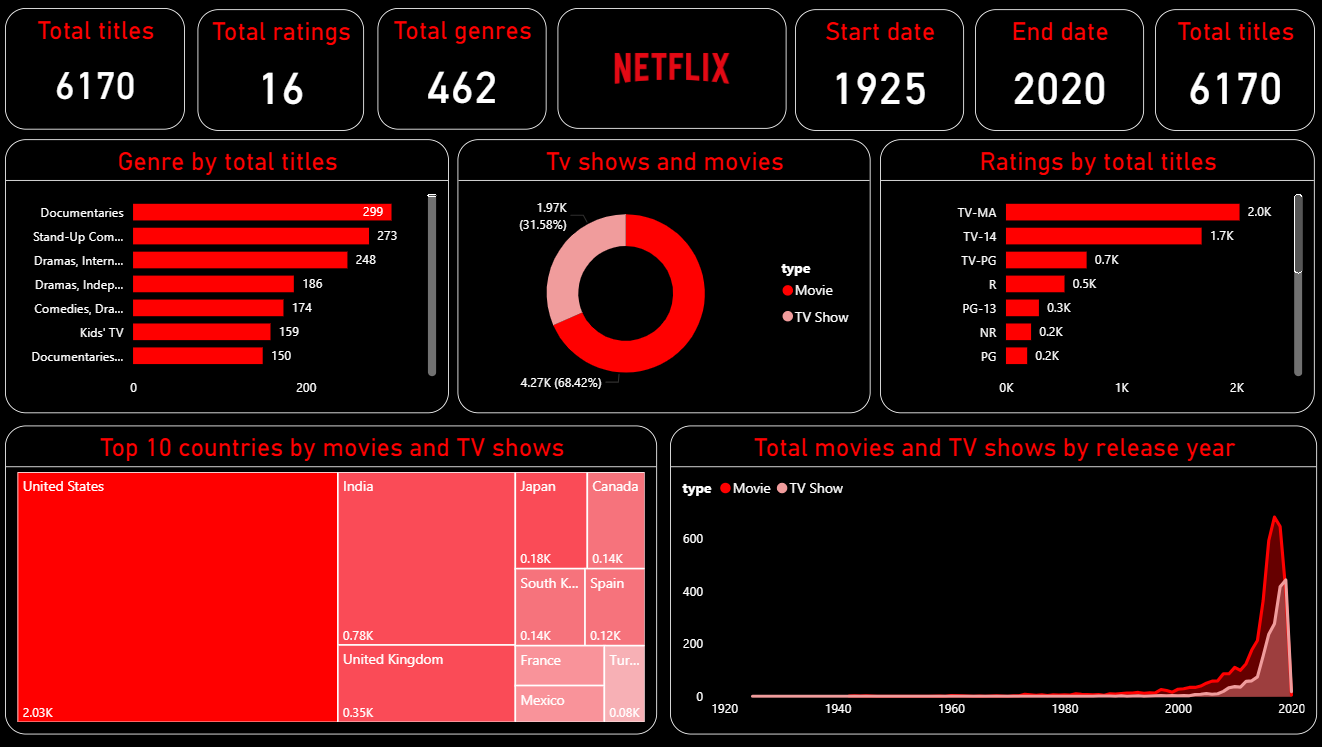 Total titles
6170
Total ratings
16
Total genres
462
NETFLIX
Start date
1925
End date
2020
Total titles
6170
Genre by total titles
Documentaries 299
Stand-Up Com... 273
Dramas, Intern... 248
Dramas, Indep... 186
Comedies, Dra... 174
Kids' TV 159
Documentaries... 150
0 200
Tv shows and movies
1.97K
(31.58%)
4.27K (68.42%)
type
Movie
TV Show
Ratings by total titles
TV-MA 2.0K
TV-14 1.7K
TV-PG 0.7K
R 0.5K
PG-13 0.3K
NR 0.2K
PG 0.2K
0K 1K 2K
Top 10 countries by movies and TV shows
United States
2.03K
India
0.78K
United Kingdom
0.35K
Japan
0.18K
Canada
0.14K
South K...
0.14K
Spain
0.12K
France
Mexico
Tur...
0.08K
Total movies and TV shows by release year
type Movie TV Show
600
400
200
0
1920 1940 1960 1980 2000 2020